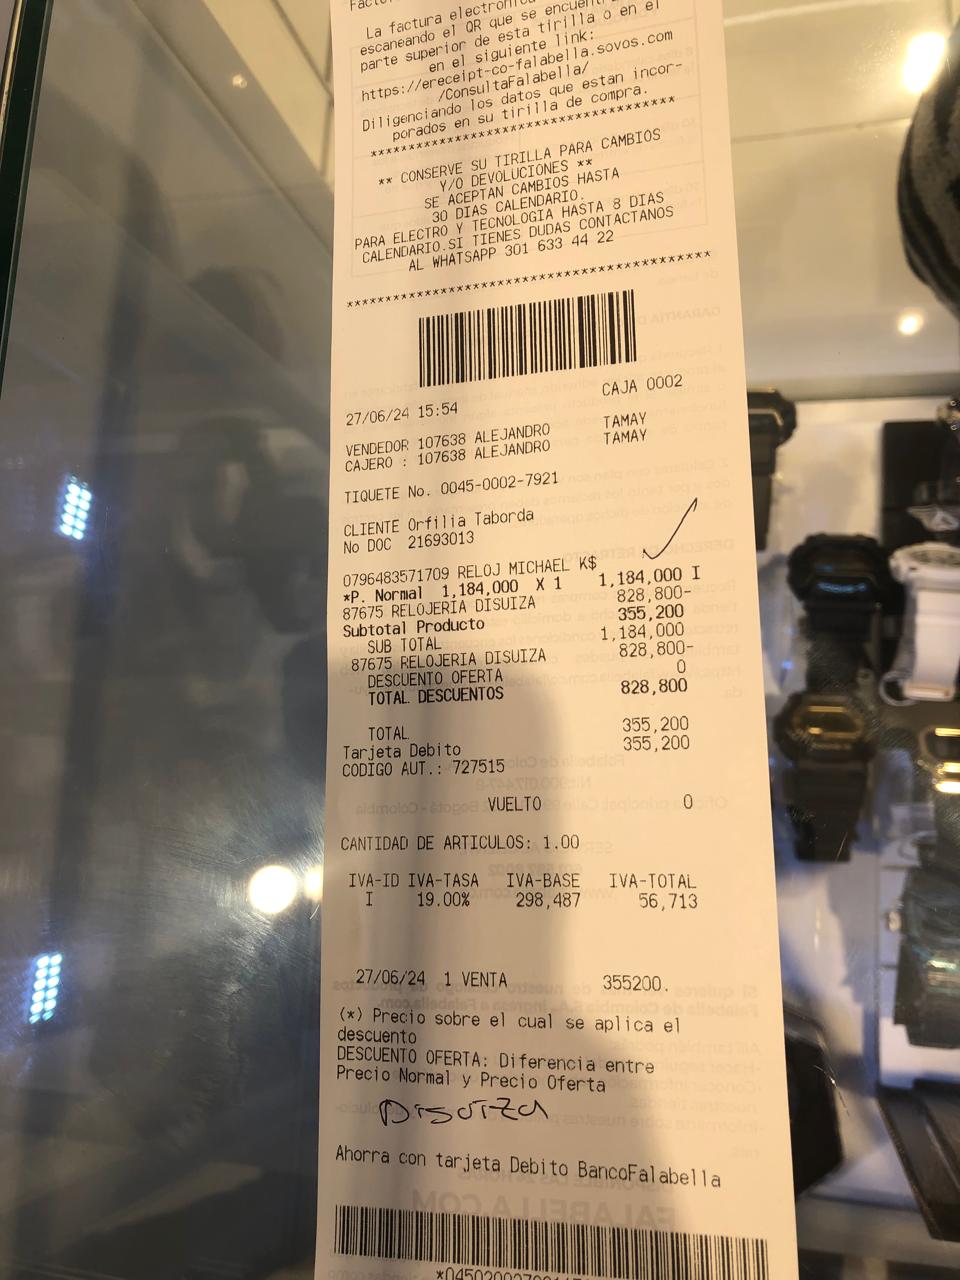 La factura electrónica
escaneando el QR que se encuentra
parte superior de esta tirilla o en el
en el siguiente link:
https://ereceipt-co-falabella.sovos.com
/ConsultaFalabella/
Diligenciando los datos que estan incor-
porados en su tirilla de compra.
************************************
** CONSERVE SU TIRILLA PARA CAMBIOS
Y/O DEVOLUCIONES **
SE ACEPTAN CAMBIOS HASTA
30 DIAS CALENDARIO.
PARA ELECTRO Y TECNOLOGIA HASTA 8 DIAS
CALENDARIO.SI TIENES DUDAS CONTACTANOS
AL WHATSAPP 301 633 44 22
******************************************
27/06/24 15:54 CAJA 0002
VENDEDOR 107638 ALEJANDRO TAMAY
CAJERO : 107638 ALEJANDRO TAMAY
TIQUETE No. 0045-0002-7921
CLIENTE Orfilia Taborda
No DOC 21693013
0796483571709 RELOJ MICHAEL K$
*P. Normal 1,184,000 X 1 1,184,000 I
87675 RELOJERIA DISUIZA 828,800-
Subtotal Producto 355,200
SUB TOTAL 1,184,000
87675 RELOJERIA DISUIZA 828,800-
DESCUENTO OFERTA 0
TOTAL DESCUENTOS 828,800
TOTAL 355,200
Tarjeta Debito 355,200
CODIGO AUT.: 727515
VUELTO 0
CANTIDAD DE ARTICULOS: 1.00
IVA-ID IVA-TASA IVA-BASE IVA-TOTAL
I 19.00% 298,487 56,713
27/06/24 1 VENTA 355200.
(*) Precio sobre el cual se aplica el
descuento
DESCUENTO OFERTA: Diferencia entre
Precio Normal y Precio Oferta
Disuiza
Ahorra con tarjeta Debito BancoFalabella